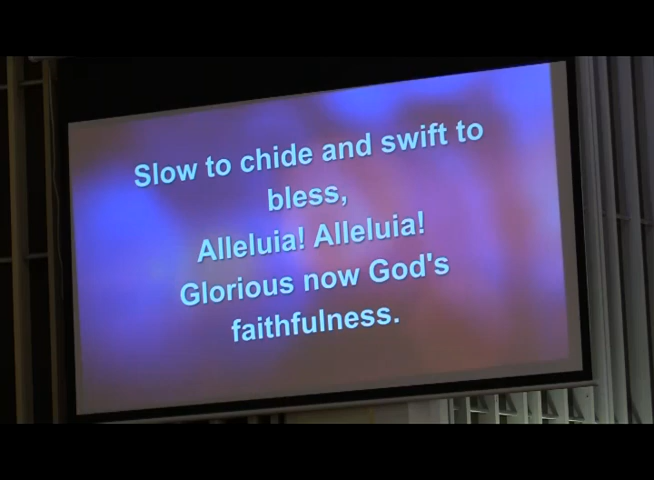 Slow to chide and swift to
bless,
Alleluia! Alleluia!
Glorious now God's
faithfulness.